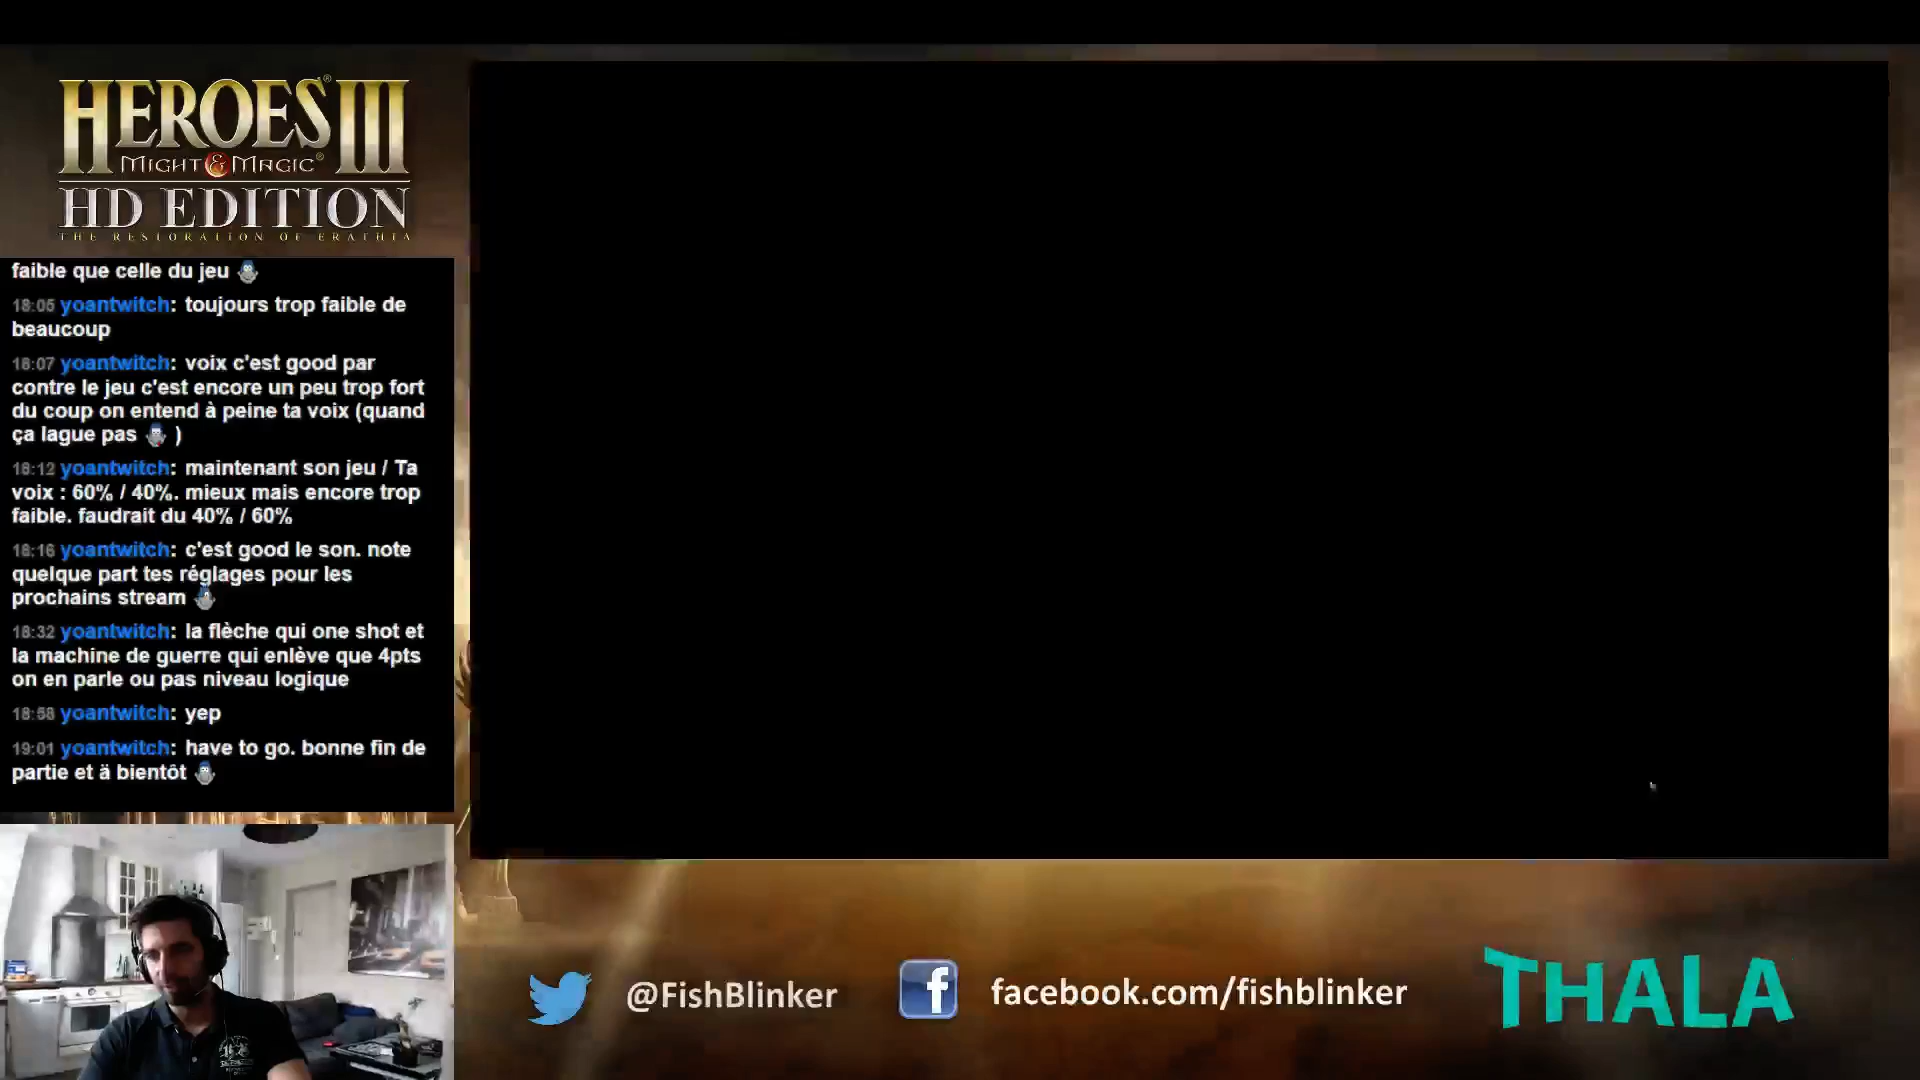 HEROES III
MIGHT & MAGIC
HD EDITION
THE RESTORATION OF ERATHIA
faible que celle du jeu
18:05 yoantwitch: toujours trop faible de
beaucoup
18:07 yoantwitch: voix c'est good par
contre le jeu c'est encore un peu trop fort
du coup on entend à peine ta voix (quand
ça lague pas )
18:12 yoantwitch: maintenant son jeu / Ta
voix : 60% / 40%. mieux mais encore trop
faible. faudrait du 40% / 60%
18:16 yoantwitch: c'est good le son. note
quelque part tes réglages pour les
prochains stream
18:32 yoantwitch: la flèche qui one shot et
la machine de guerre qui enlève que 4pts
on en parle ou pas niveau logique
18:58 yoantwitch: yep
19:01 yoantwitch: have to go. bonne fin de
partie et ä bientôt
@FishBlinker
facebook.com/fishblinker
THALA